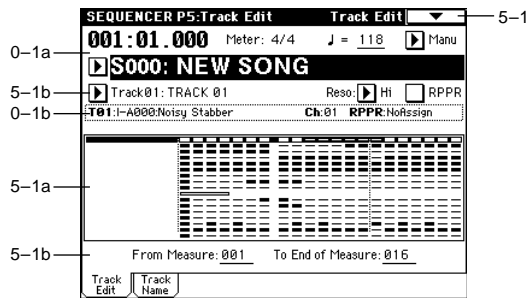 SEQUENCER P5:Track Edit Track Edit 5–1
001:01.000 Meter: 4/4 ♩ = 118 Manu
0–1a
S000: NEW SONG
5–1b Track01: TRACK 01 Reso: Hi RPPR
0–1b T01:I-A000:Noisy Stabber Ch:01 RPPR:NoAssign
5–1a
5–1b From Measure: 001 To End of Measure: 016
Track Edit Track Name